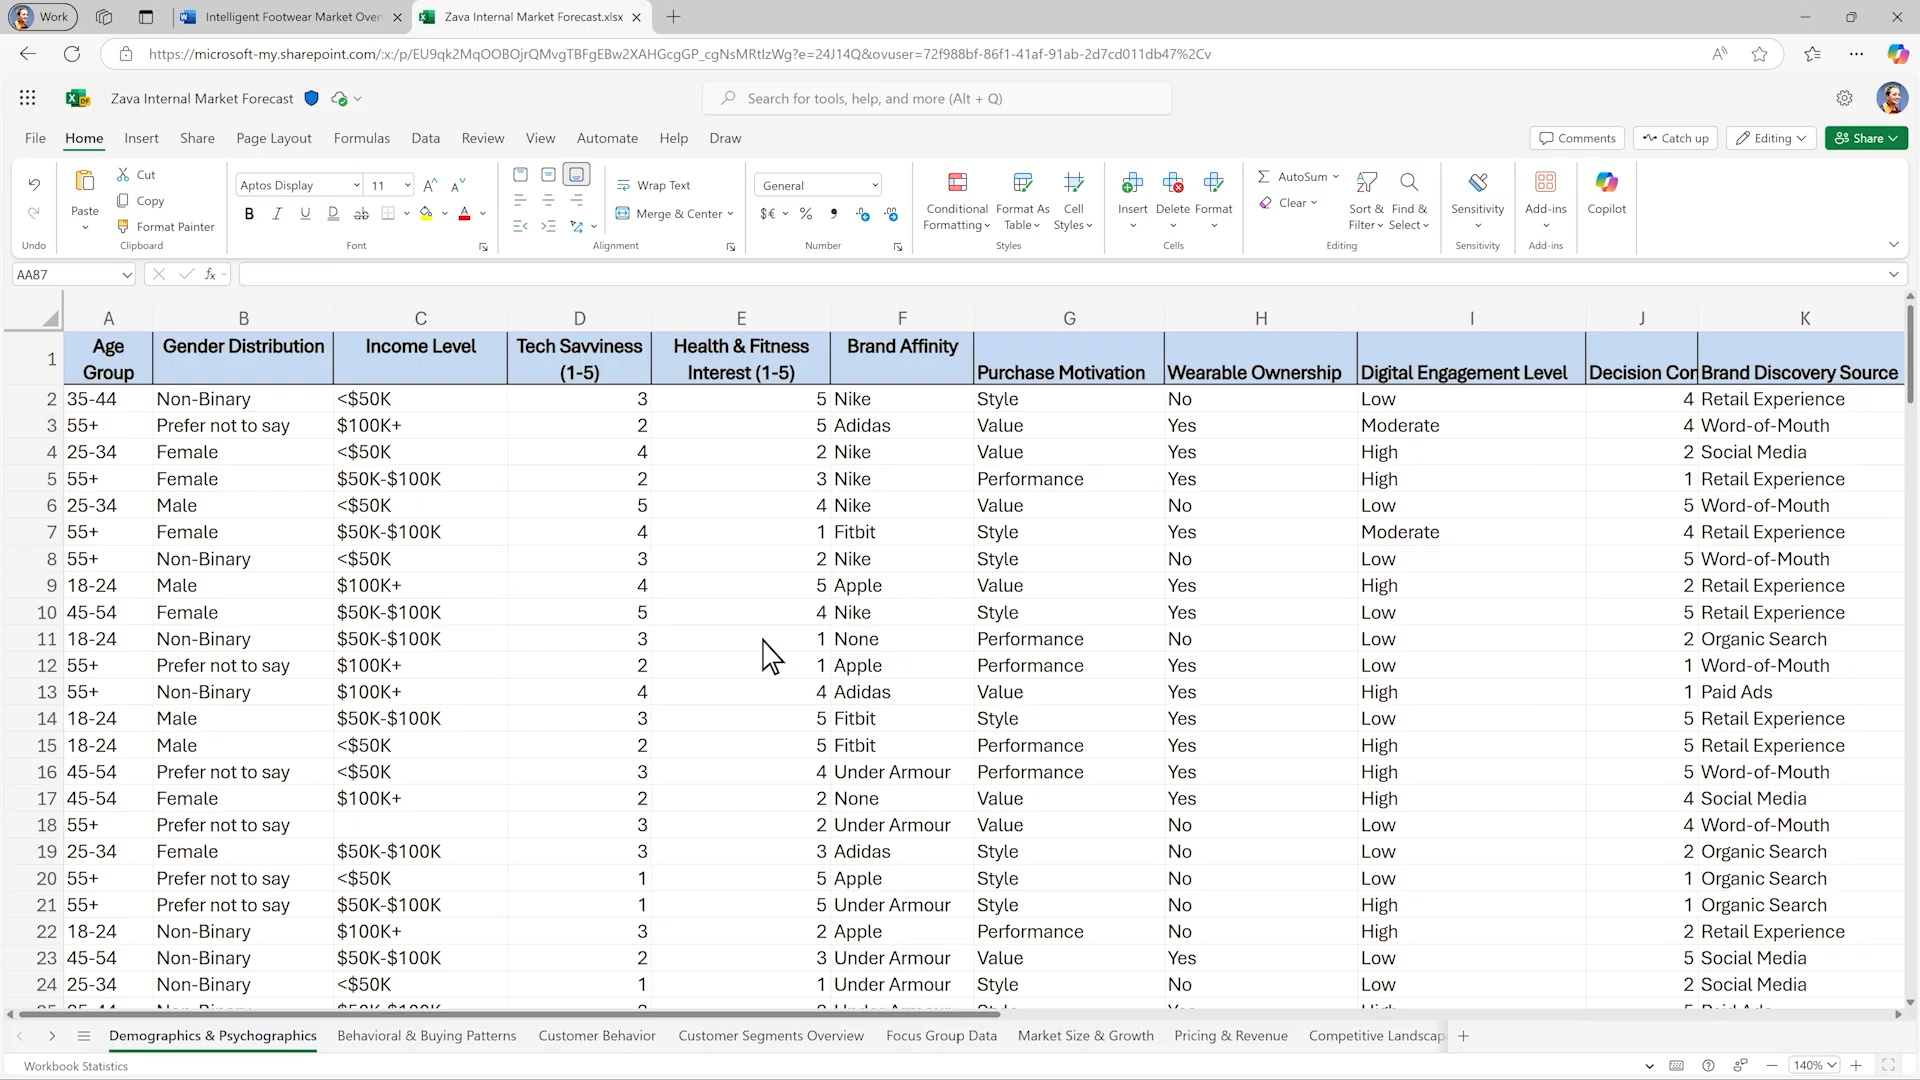 Work
Intelligent Footwear Market Over
Zava Internal Market Forecast.xlsx
https://microsoft-my.sharepoint.com/:x:/p/EU9qk2MqOOBOjrQMvgTBFgEBw2XAHGcgGP_cgNsMRtIzWg?e=24J14Q&ovuser=72f988bf-86f1-41af-91ab-2d7cd011db47%2Cv
Zava Internal Market Forecast
Search for tools, help, and more (Alt + Q)
File Home Insert Share Page Layout Formulas Data Review View Automate Help Draw
Comments Catch up Editing Share
Cut
Copy
Format Painter
Paste
Undo Clipboard
Aptos Display 11
B I U D ab A
Font
Wrap Text
Merge & Center
Alignment
General
$€ % 9
Number
Conditional Formatting
Format As Table
Cell Styles
Styles
Insert Delete Format
Cells
AutoSum
Clear
Sort & Filter
Find & Select
Editing
Sensitivity
Sensitivity
Add-ins
Add-ins
Copilot
AA87 fx
A B C D E F G H I J K
1 Age Group Gender Distribution Income Level Tech Savviness (1-5) Health & Fitness Interest (1-5) Brand Affinity Purchase Motivation Wearable Ownership Digital Engagement Level Decision Con Brand Discovery Source
2 35-44 Non-Binary <$50K 3 5 Nike Style No Low 4 Retail Experience
3 55+ Prefer not to say $100K+ 2 5 Adidas Value Yes Moderate 4 Word-of-Mouth
4 25-34 Female <$50K 4 2 Nike Value Yes High 2 Social Media
5 55+ Female $50K-$100K 2 3 Nike Performance Yes High 1 Retail Experience
6 25-34 Male <$50K 5 4 Nike Value No Low 5 Word-of-Mouth
7 55+ Female $50K-$100K 4 1 Fitbit Style Yes Moderate 4 Retail Experience
8 55+ Non-Binary <$50K 3 2 Nike Style No Low 5 Word-of-Mouth
9 18-24 Male $100K+ 4 5 Apple Value Yes High 2 Retail Experience
10 45-54 Female $50K-$100K 5 4 Nike Style Yes Low 5 Retail Experience
11 18-24 Non-Binary $50K-$100K 3 1 None Performance No Low 2 Organic Search
12 55+ Prefer not to say $100K+ 2 1 Apple Performance Yes Low 1 Word-of-Mouth
13 55+ Non-Binary $100K+ 4 4 Adidas Value Yes High 1 Paid Ads
14 18-24 Male $50K-$100K 3 5 Fitbit Style Yes Low 5 Retail Experience
15 18-24 Male <$50K 2 5 Fitbit Performance Yes High 5 Retail Experience
16 45-54 Prefer not to say <$50K 3 4 Under Armour Performance Yes High 5 Word-of-Mouth
17 45-54 Female $100K+ 2 2 None Value Yes High 4 Social Media
18 55+ Prefer not to say 3 2 Under Armour Value No Low 4 Word-of-Mouth
19 25-34 Female $50K-$100K 3 3 Adidas Style No Low 2 Organic Search
20 55+ Prefer not to say <$50K 1 5 Apple Style No Low 1 Organic Search
21 55+ Prefer not to say $50K-$100K 1 5 Under Armour Style No High 1 Organic Search
22 18-24 Non-Binary $100K+ 3 2 Apple Performance No High 2 Retail Experience
23 45-54 Non-Binary $50K-$100K 2 3 Under Armour Value Yes Low 5 Social Media
24 25-34 Non-Binary <$50K 1 1 Under Armour Style No Low 2 Social Media
Demographics & Psychographics Behavioral & Buying Patterns Customer Behavior Customer Segments Overview Focus Group Data Market Size & Growth Pricing & Revenue Competitive Landscap
Workbook Statistics
140%